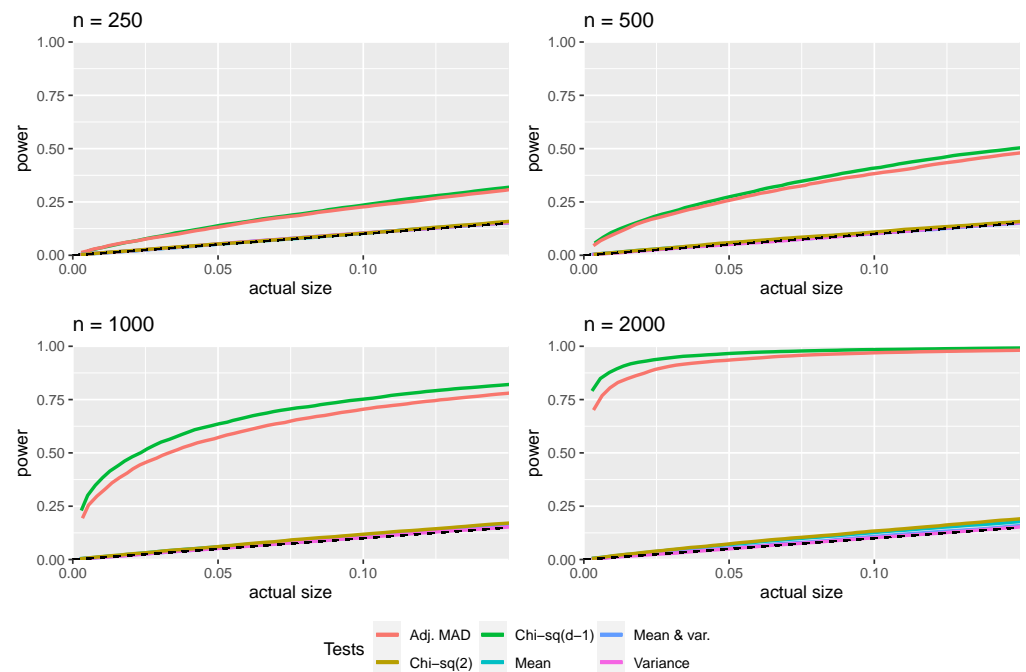 n = 250
n = 500
1.00
0.75
0.50
0.25
0.00
power
0.00
0.05
0.10
actual size
1.00
0.75
0.50
0.25
0.00
power
0.00
0.05
0.10
actual size
n = 1000
n = 2000
1.00
0.75
0.50
0.25
0.00
power
0.00
0.05
0.10
actual size
1.00
0.75
0.50
0.25
0.00
power
0.00
0.05
0.10
actual size
Tests
Adj. MAD
Chi−sq(d−1)
Mean & var.
Chi−sq(2)
Mean
Variance